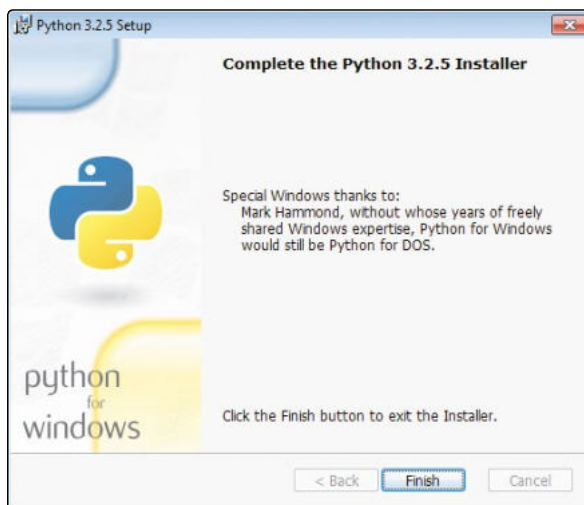 Python 3.2.5 Setup
Complete the Python 3.2.5 Installer
Special Windows thanks to:
Mark Hammond, without whose years of freely
shared Windows expertise, Python for Windows
would still be Python for DOS.
python
for
windows
Click the Finish button to exit the Installer.
< Back
Finish
Cancel